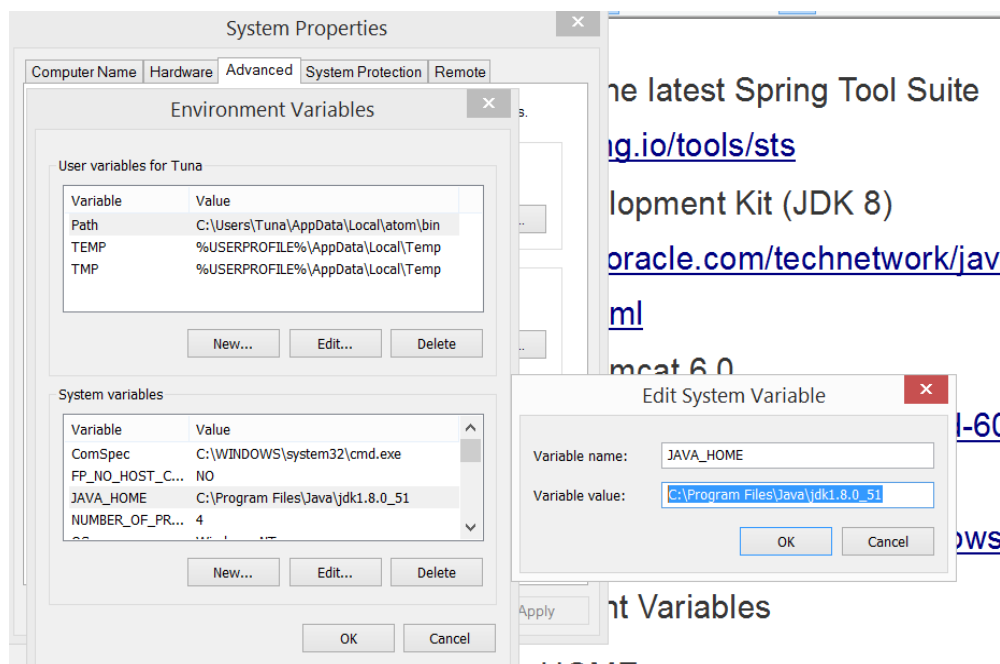 System Properties
Computer Name Hardware Advanced System Protection Remote
Environment Variables
s.
User variables for Tuna
Variable Value
Path C:\Users\Tuna\AppData\Local\atom\bin
TEMP %USERPROFILE%\AppData\Local\Temp
TMP %USERPROFILE%\AppData\Local\Temp
New... Edit... Delete
System variables
Variable Value
ComSpec C:\WINDOWS\system32\cmd.exe
FP_NO_HOST_C... NO
JAVA_HOME C:\Program Files\Java\jdk1.8.0_51
NUMBER_OF_PR... 4
New... Edit... Delete
Apply
OK Cancel
Edit System Variable
Variable name: JAVA_HOME
Variable value: C:\Program Files\Java\jdk1.8.0_51
OK Cancel
he latest Spring Tool Suite
ng.io/tools/sts
lopment Kit (JDK 8)
oracle.com/technetwork/jav
ml
mcat 6.0
d-60
ows
nt Variables